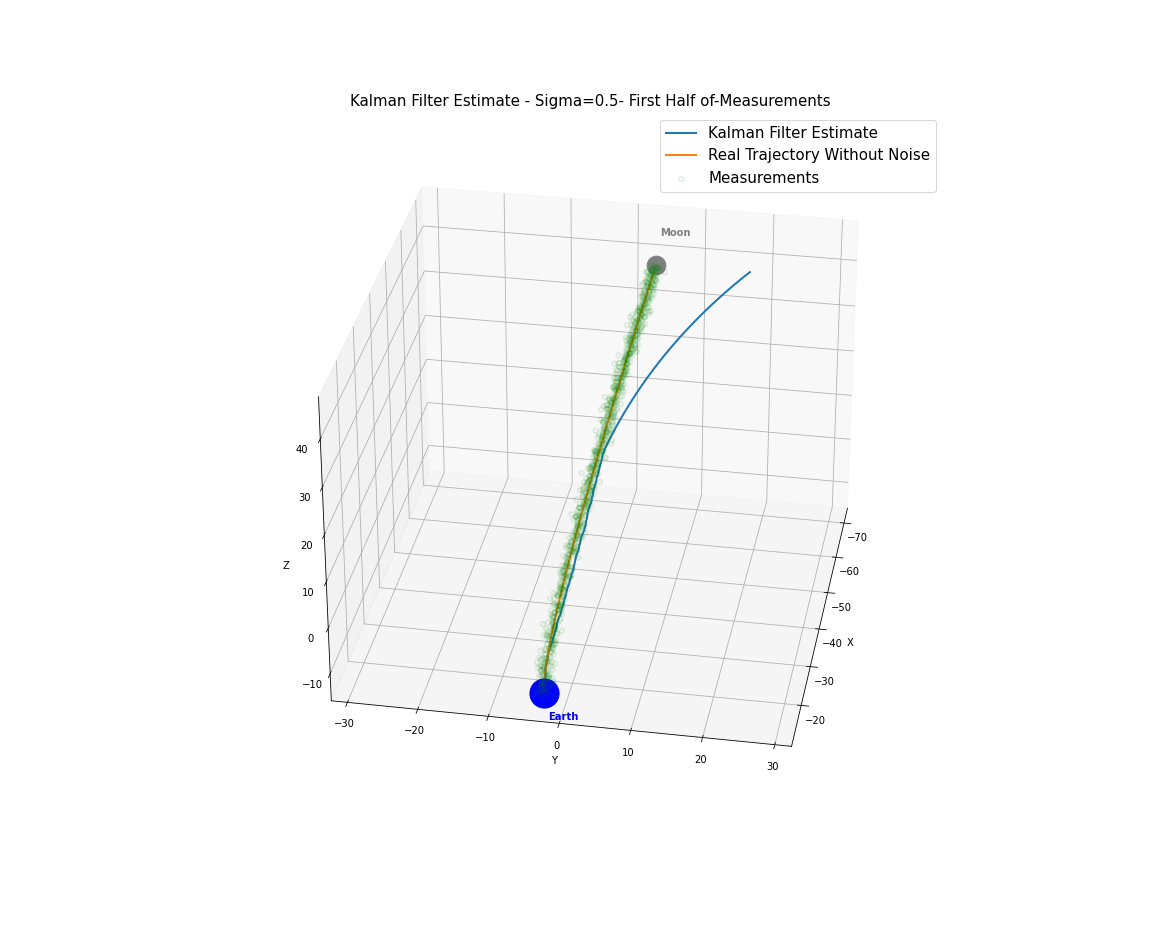 Kalman Filter Estimate - Sigma=0.5- First Half of-Measurements
Kalman Filter Estimate
Real Trajectory Without Noise
Measurements
Moon
40
30
20
10
0
−10
Z
−70
−60
−50
−40
X
−30
−20
Earth
−30
−20
−10
0
10
20
30
Y